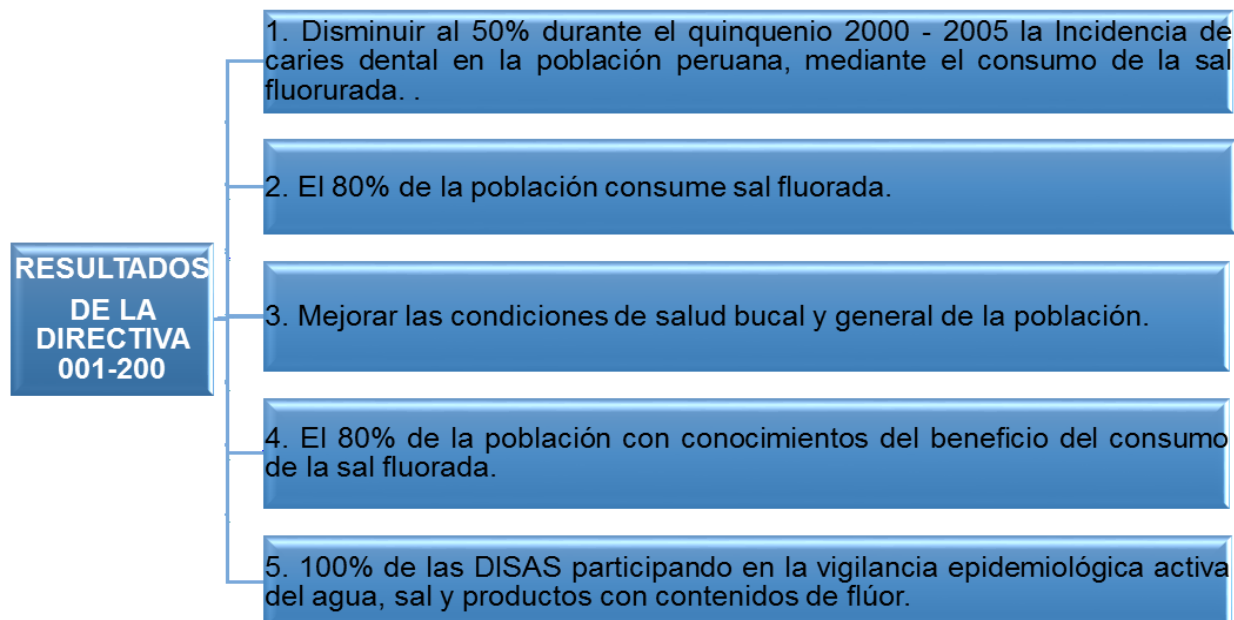 1. Disminuir al 50% durante el quinquenio 2000 - 2005 la Incidencia de
caries dental en la población peruana, mediante el consumo de la sal
fluorurada. .
2. El 80% de la población consume sal fluorada.
RESULTADOS
DE LA
DIRECTIVA
001-200
3. Mejorar las condiciones de salud bucal y general de la población.
4. El 80% de la población con conocimientos del beneficio del consumo
de la sal fluorada.
5. 100% de las DISAS participando en la vigilancia epidemiológica activa
del agua, sal y productos con contenidos de flúor.